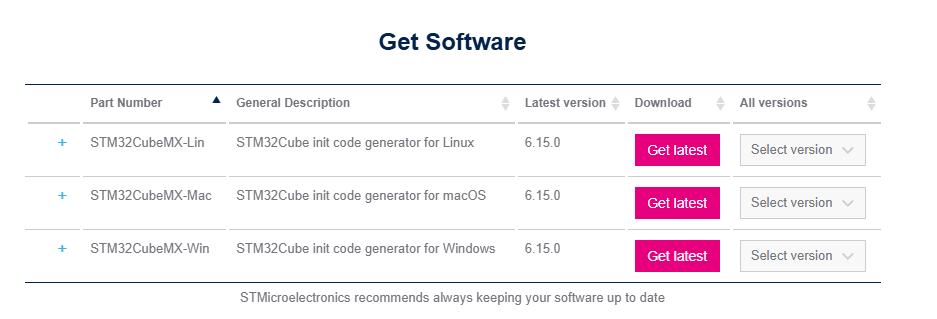 Get Software
Part Number General Description Latest version Download All versions
+ STM32CubeMX-Lin STM32Cube init code generator for Linux 6.15.0 Get latest Select version
+ STM32CubeMX-Mac STM32Cube init code generator for macOS 6.15.0 Get latest Select version
+ STM32CubeMX-Win STM32Cube init code generator for Windows 6.15.0 Get latest Select version
STMicroelectronics recommends always keeping your software up to date